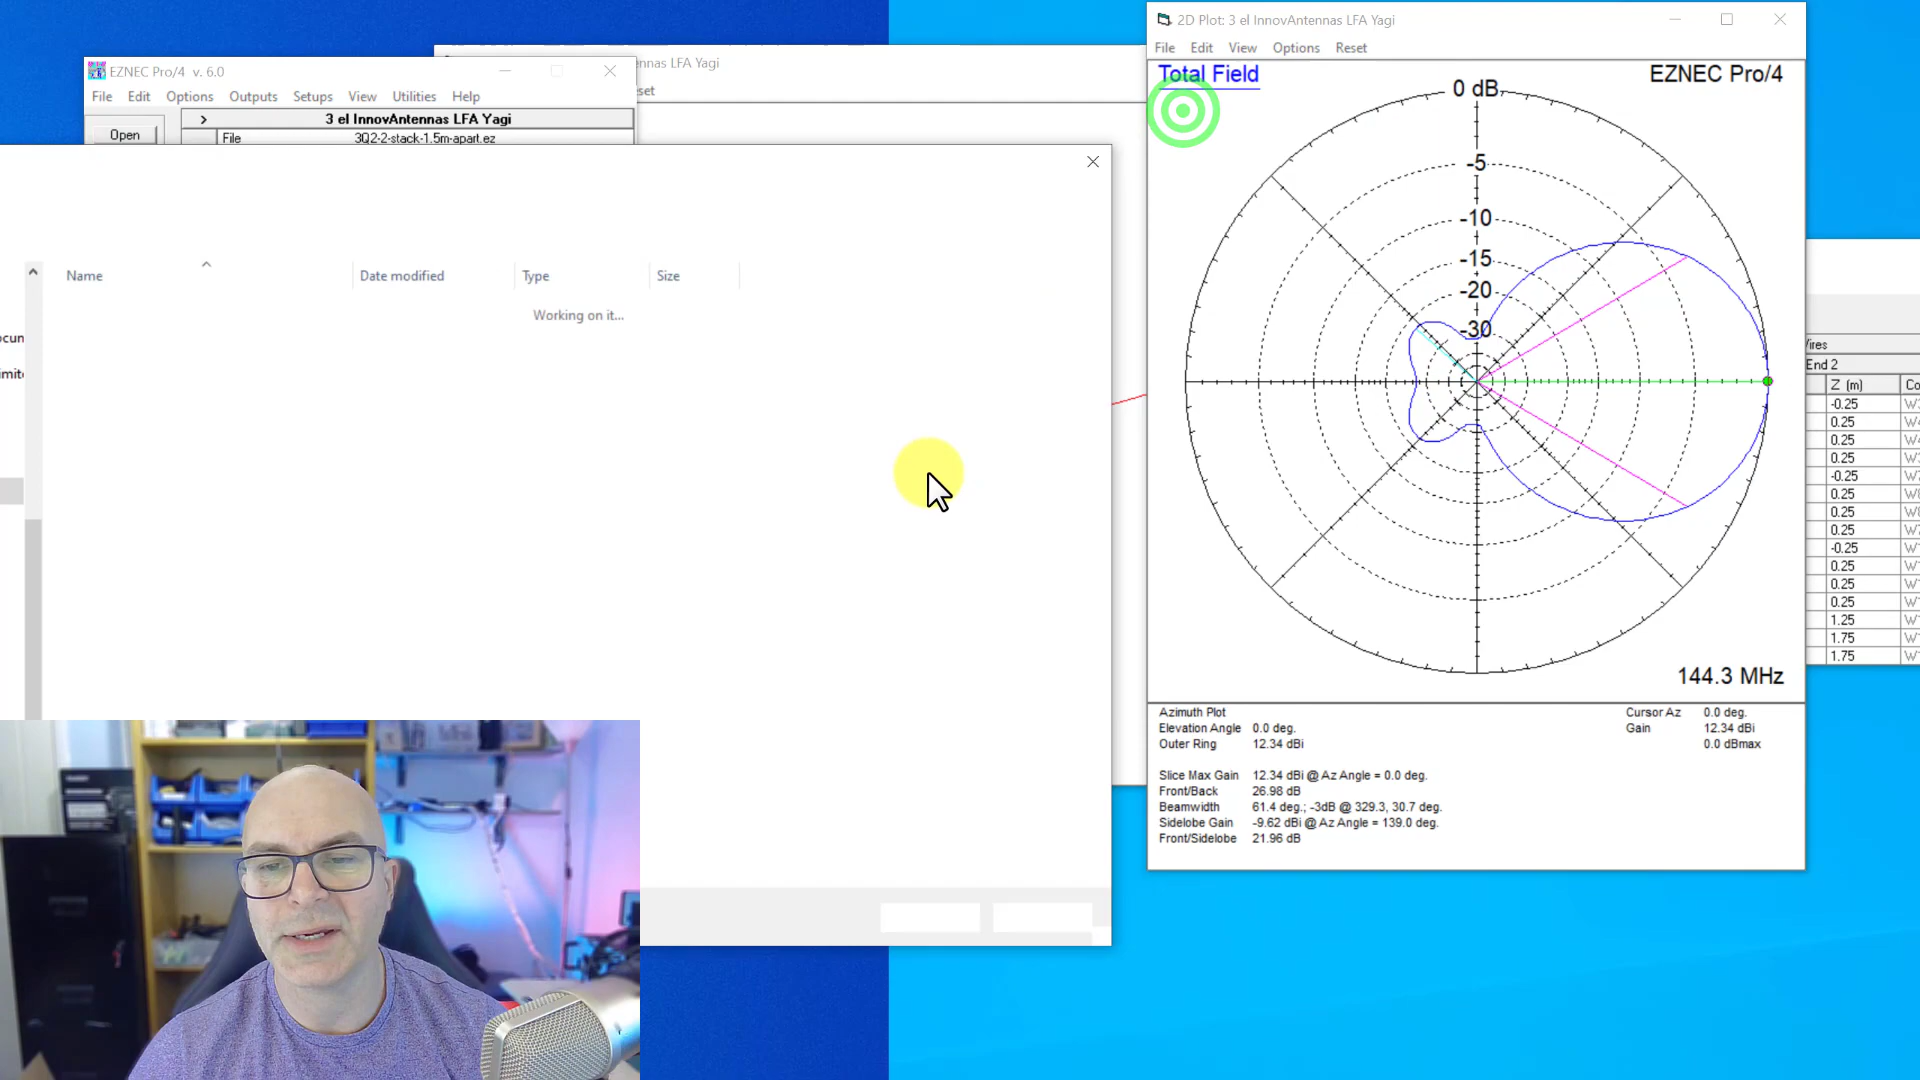 EZNEC Pro/4 v. 6.0
File Edit Options Outputs Setups View Utilities Help
Open
> 3 el InnovAntennas LFA Yagi
File 3Q2-2-stack-1.5m-apart.ez
nnas LFA Yagi
set
Name Date modified Type Size
Working on it...
ocun
imite
2D Plot: 3 el InnovAntennas LFA Yagi
File Edit View Options Reset
Total Field
EZNEC Pro/4
0 dB
-5
-10
-15
-20
-30
144.3 MHz
Azimuth Plot
Elevation Angle 0.0 deg.
Outer Ring 12.34 dBi
Cursor Az 0.0 deg.
Gain 12.34 dBi
0.0 dBmax
Slice Max Gain 12.34 dBi @ Az Angle = 0.0 deg.
Front/Back 26.98 dB
Beamwidth 61.4 deg.; -3dB @ 329.3, 30.7 deg.
Sidelobe Gain -9.62 dBi @ Az Angle = 139.0 deg.
Front/Sidelobe 21.96 dB
ires
End 2
Z (m) Co
-0.25
0.25
0.25
0.25
-0.25
0.25
0.25
0.25
-0.25
0.25
0.25
0.25
1.25
1.75
1.75